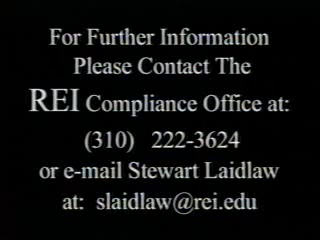 For Further Information
Please Contact The
REI Compliance Office at:
(310) 222-3624
or e-mail Stewart Laidlaw
at: slaidlaw@rei.edu